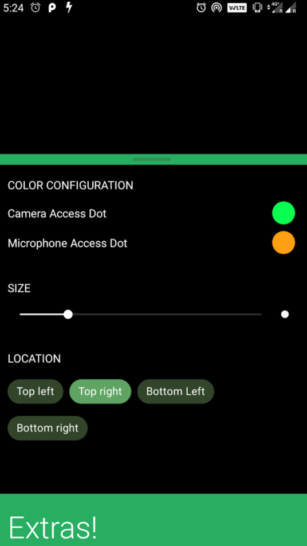 5:24
VoLTE
COLOR CONFIGURATION
Camera Access Dot
Microphone Access Dot
SIZE
LOCATION
Top left Top right Bottom Left
Bottom right
Extras!